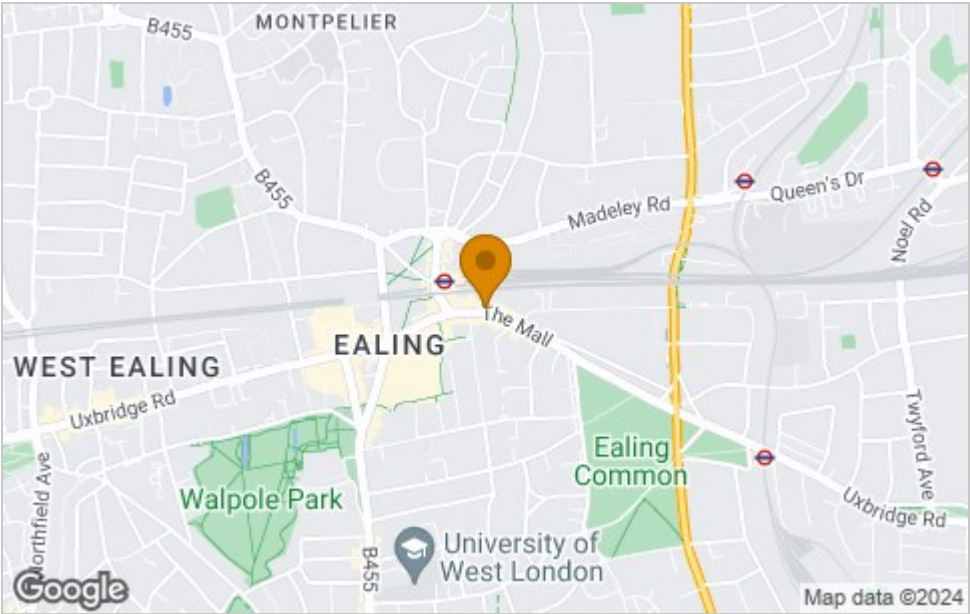 MONTPELIER
B455
B455
Queen's Dr
Madeley Rd
Noel Rd
The Mall
EALING
WEST EALING
Uxbridge Rd
Twyford Ave
Ealing
Common
Walpole Park
Northfield Ave
Uxbridge Rd
B455
University of
West London
Google
Map data ©2024